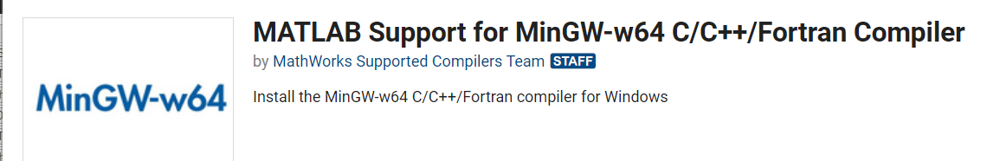 MATLAB Support for MinGW-w64 C/C++/Fortran Compiler
by MathWorks Supported Compilers Team STAFF
MinGW-w64
Install the MinGW-w64 C/C++/Fortran compiler for Windows